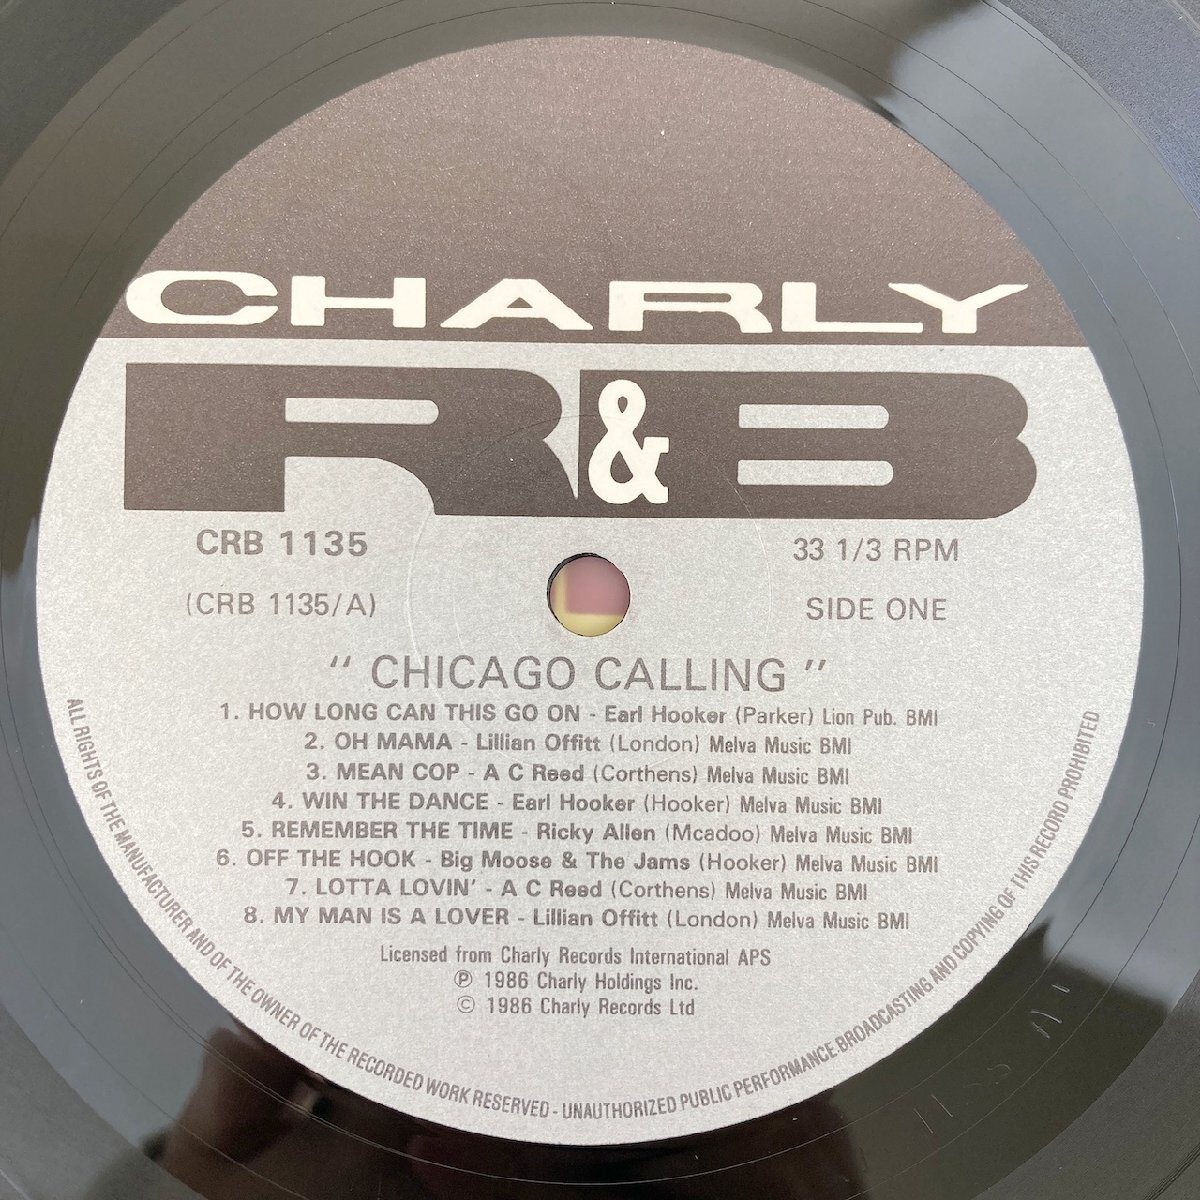 CHARLY
R&B
CRB 1135
33 1/3 RPM
(CRB 1135/A)
SIDE ONE
" CHICAGO CALLING "
1. HOW LONG CAN THIS GO ON - Earl Hooker (Parker) Lion Pub. BMI
2. OH MAMA - Lillian Offitt (London) Melva Music BMI
3. MEAN COP - A C Reed (Corthens) Melva Music BMI
4. WIN THE DANCE - Earl Hooker (Hooker) Melva Music BMI
5. REMEMBER THE TIME - Ricky Allen (Mcadoo) Melva Music BMI
6. OFF THE HOOK - Big Moose & The Jams (Hooker) Melva Music BMI
7. LOTTA LOVIN' - A C Reed (Corthens) Melva Music BMI
8. MY MAN IS A LOVER - Lillian Offitt (London) Melva Music BMI
Licensed from Charly Records International APS
℗ 1986 Charly Holdings Inc.
© 1986 Charly Records Ltd
ALL RIGHTS OF THE MANUFACTURER AND OF THE OWNER OF THE RECORDED WORK RESERVED - UNAUTHORIZED PUBLIC PERFORMANCE BROADCASTING AND COPYING OF THIS RECORD PROHIBITED